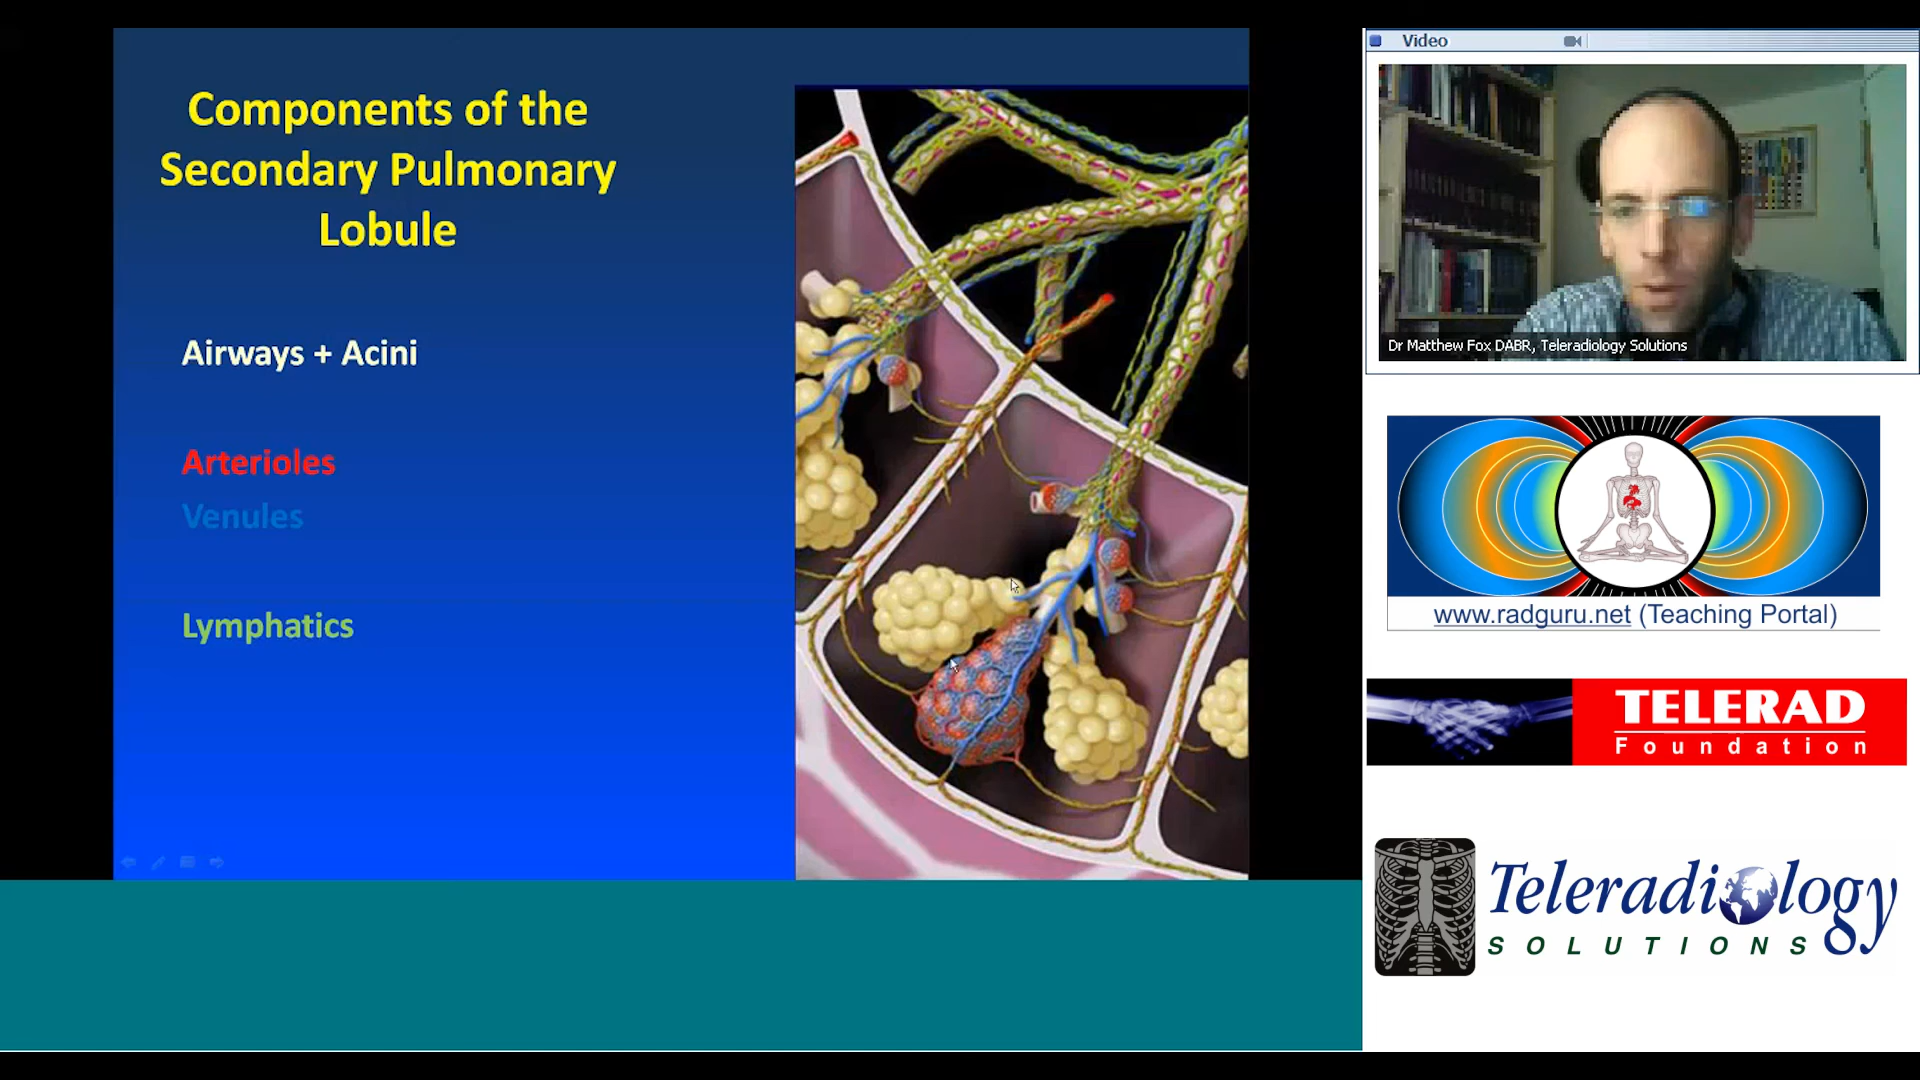 Components of the
Secondary Pulmonary
Lobule
Airways + Acini
Arterioles
Venules
Lymphatics
Video
Dr Matthew Fox DABR, Teleradiology Solutions
www.radguru.net (Teaching Portal)
TELERAD
Foundation
Teleradiology
SOLUTIONS